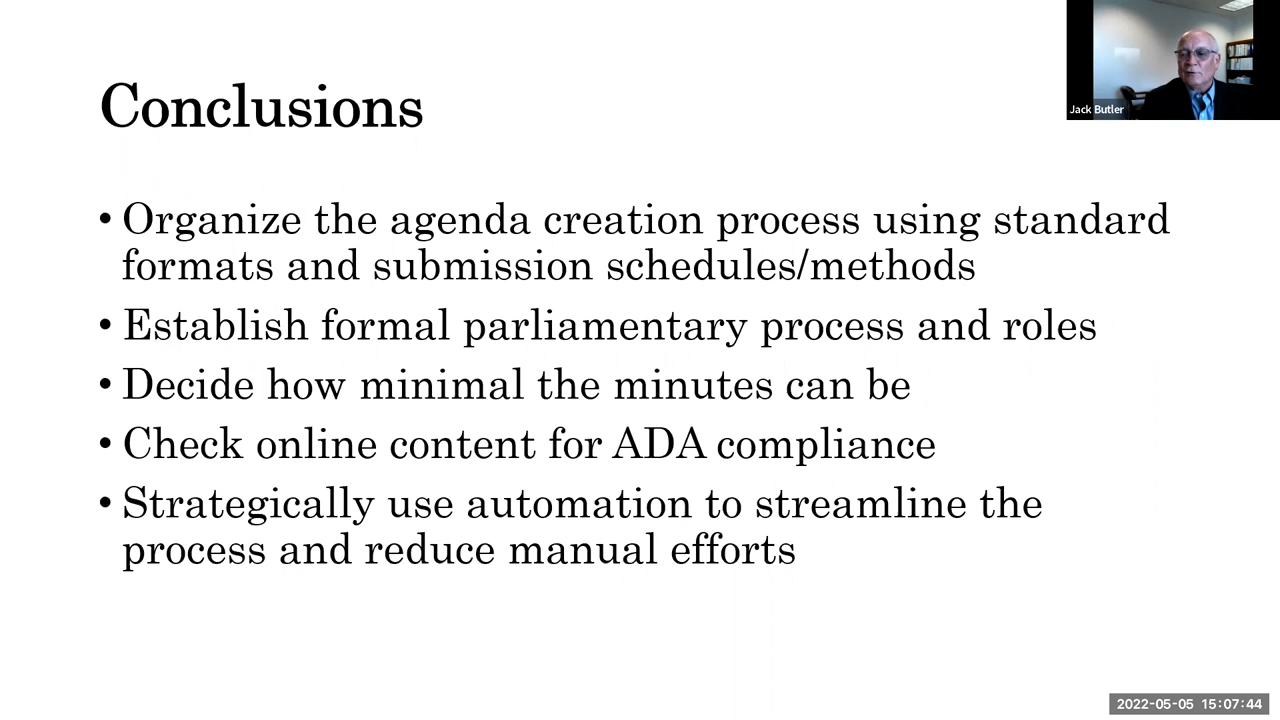 Conclusions
• Organize the agenda creation process using standard
formats and submission schedules/methods
• Establish formal parliamentary process and roles
• Decide how minimal the minutes can be
• Check online content for ADA compliance
• Strategically use automation to streamline the
process and reduce manual efforts
Jack Butler
2022-05-05 15:07:44